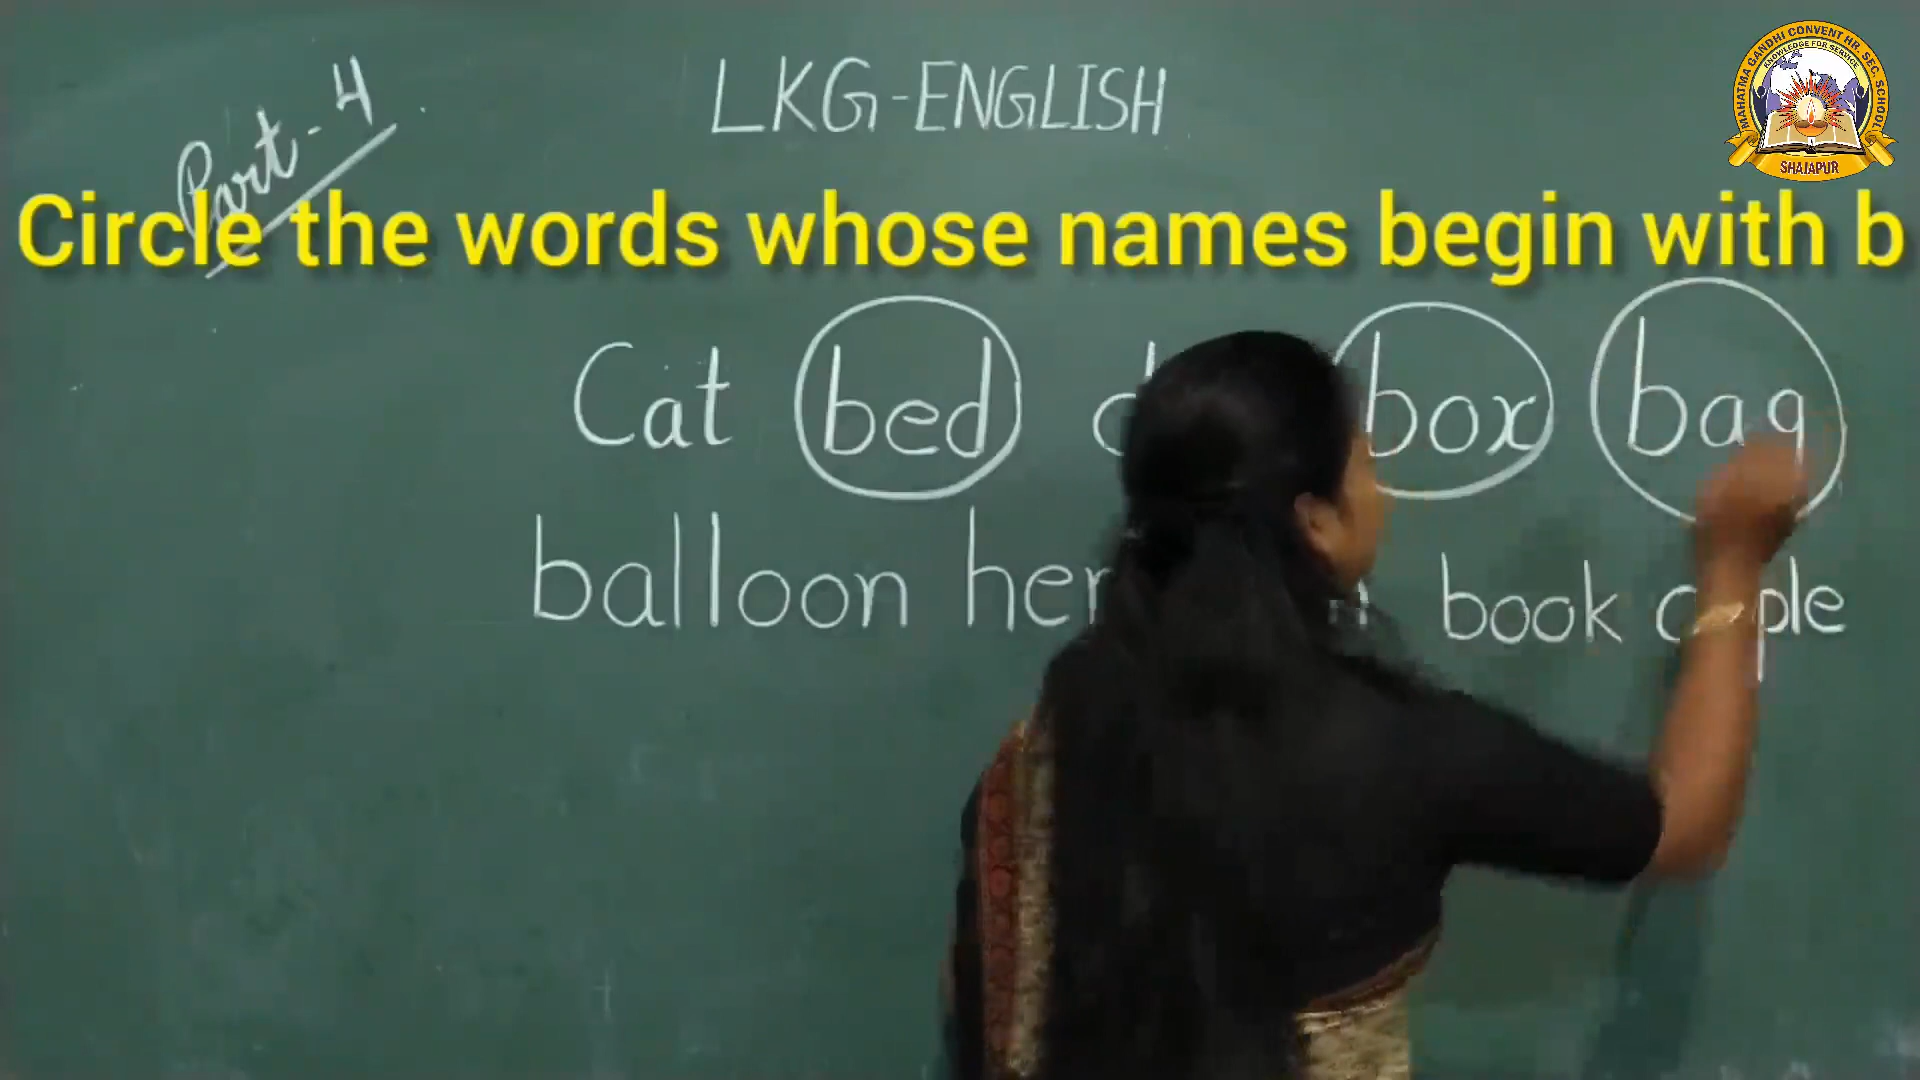 LKG-ENGLISH
Part-4
Circle the words whose names begin with b
Cat bed box bag
balloon book
MAHATMA GANDHI CONVENT HR. SEC. SCHOOL
KNOWLEDGE FOR SERVICE
SHAJAPUR